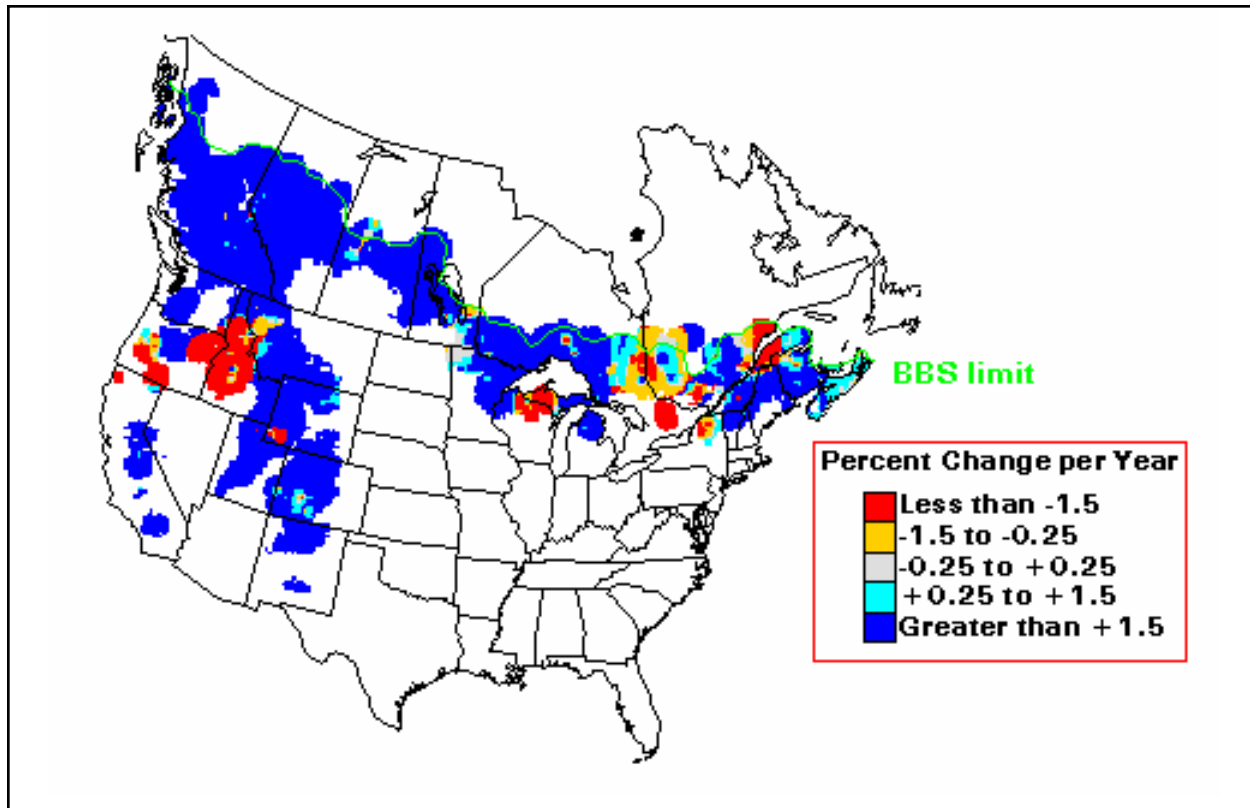 BBS limit
Percent Change per Year
Less than -1.5
-1.5 to -0.25
-0.25 to +0.25
+0.25 to +1.5
Greater than +1.5